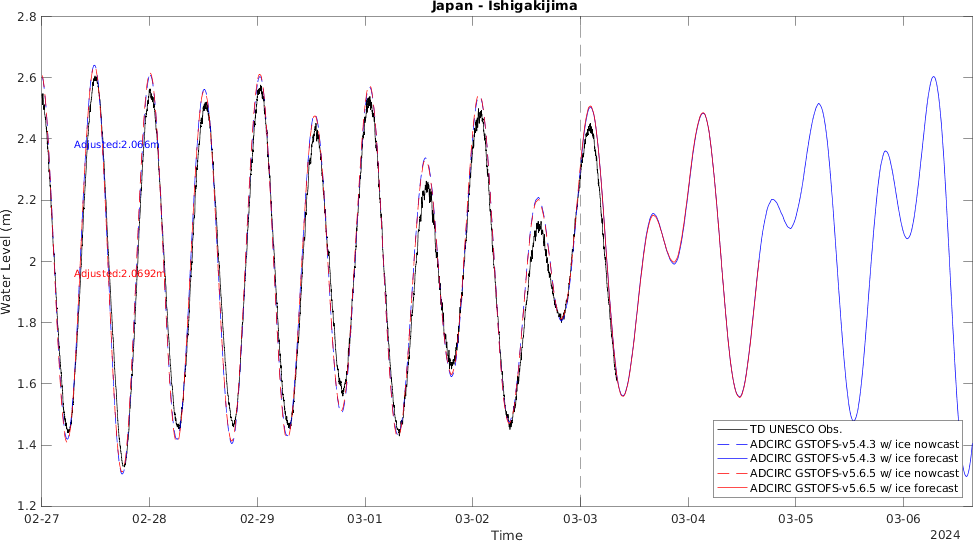 Japan - Ishigakijima
2.8
2.6
2.4
2.2
2
1.8
1.6
1.4
1.2
Water Level (m)
Adjusted:2.066m
Adjusted:2.0692m
TD UNESCO Obs.
ADCIRC GSTOFS-v5.4.3 w/ ice nowcast
ADCIRC GSTOFS-v5.4.3 w/ ice forecast
ADCIRC GSTOFS-v5.6.5 w/ ice nowcast
ADCIRC GSTOFS-v5.6.5 w/ ice forecast
02-27 02-28 02-29 03-01 03-02 03-03 03-04 03-05 03-06
Time
2024